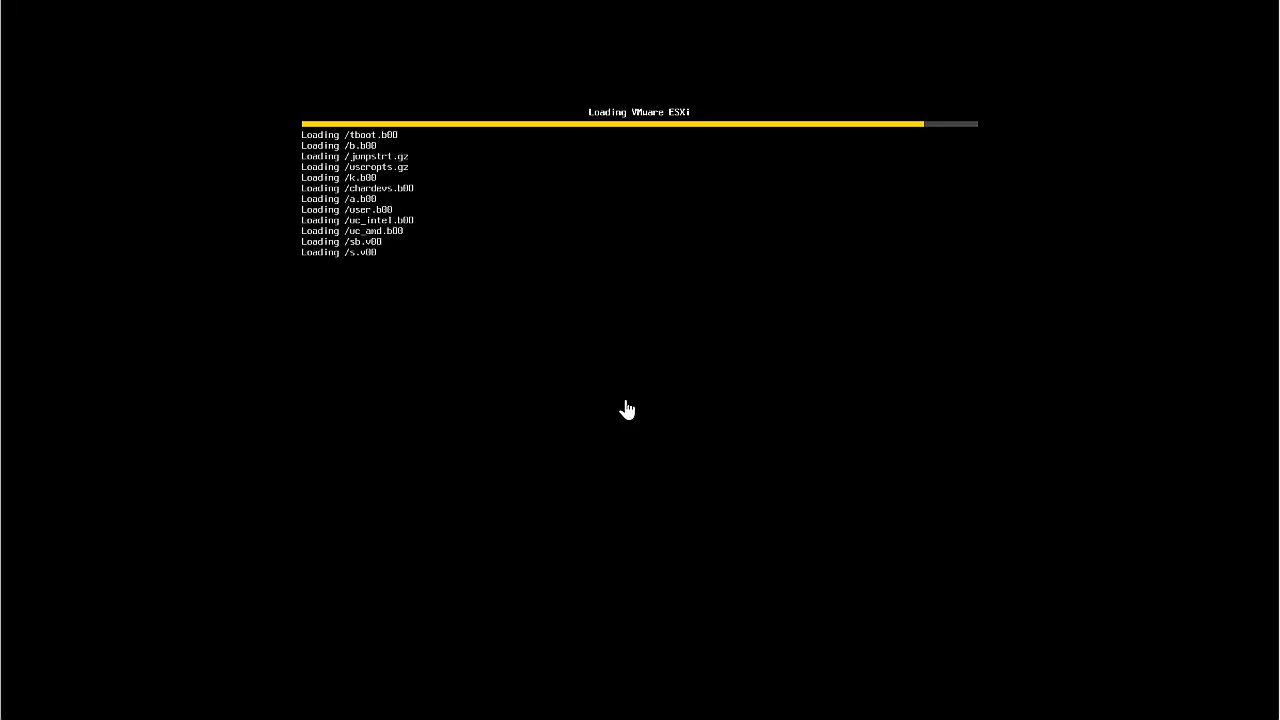 Loading VMware ESXi
Loading /tboot.b00
Loading /b.b00
Loading /jumpstrt.gz
Loading /useropts.gz
Loading /k.b00
Loading /chardevs.b00
Loading /a.b00
Loading /user.b00
Loading /uc_intel.b00
Loading /uc_amd.b00
Loading /sb.v00
Loading /s.v00